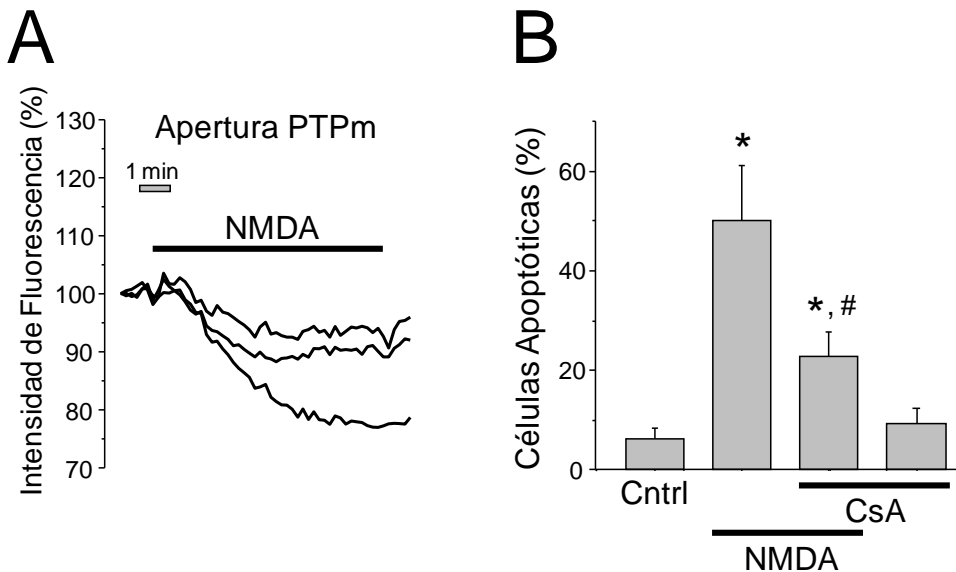 A
Intensidad de Fluorescencia (%)
130
120
110
100
90
80
70
Apertura PTPm
1 min
NMDA
B
Células Apoptóticas (%)
60
40
20
0
*
*, #
Cntrl
CsA
NMDA